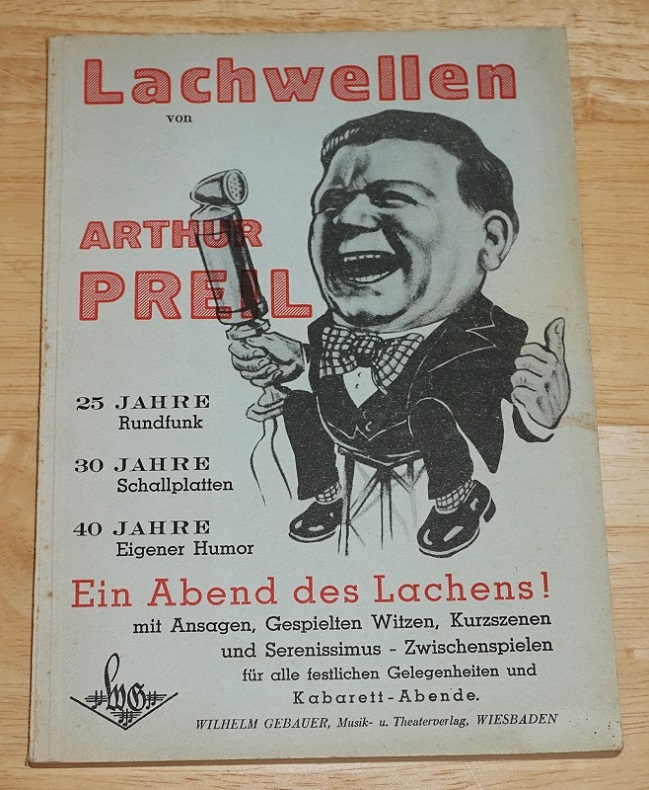 Lachwellen
von
ARTHUR
PREIL
25 JAHRE
Rundfunk
30 JAHRE
Schallplatten
40 JAHRE
Eigener Humor
Ein Abend des Lachens!
mit Ansagen, Gespielten Witzen, Kurzszenen
und Serenissimus - Zwischenspielen
für alle festlichen Gelegenheiten und
Kabarett-Abende.
WG
WILHELM GEBAUER, Musik- u. Theaterverlag, WIESBADEN